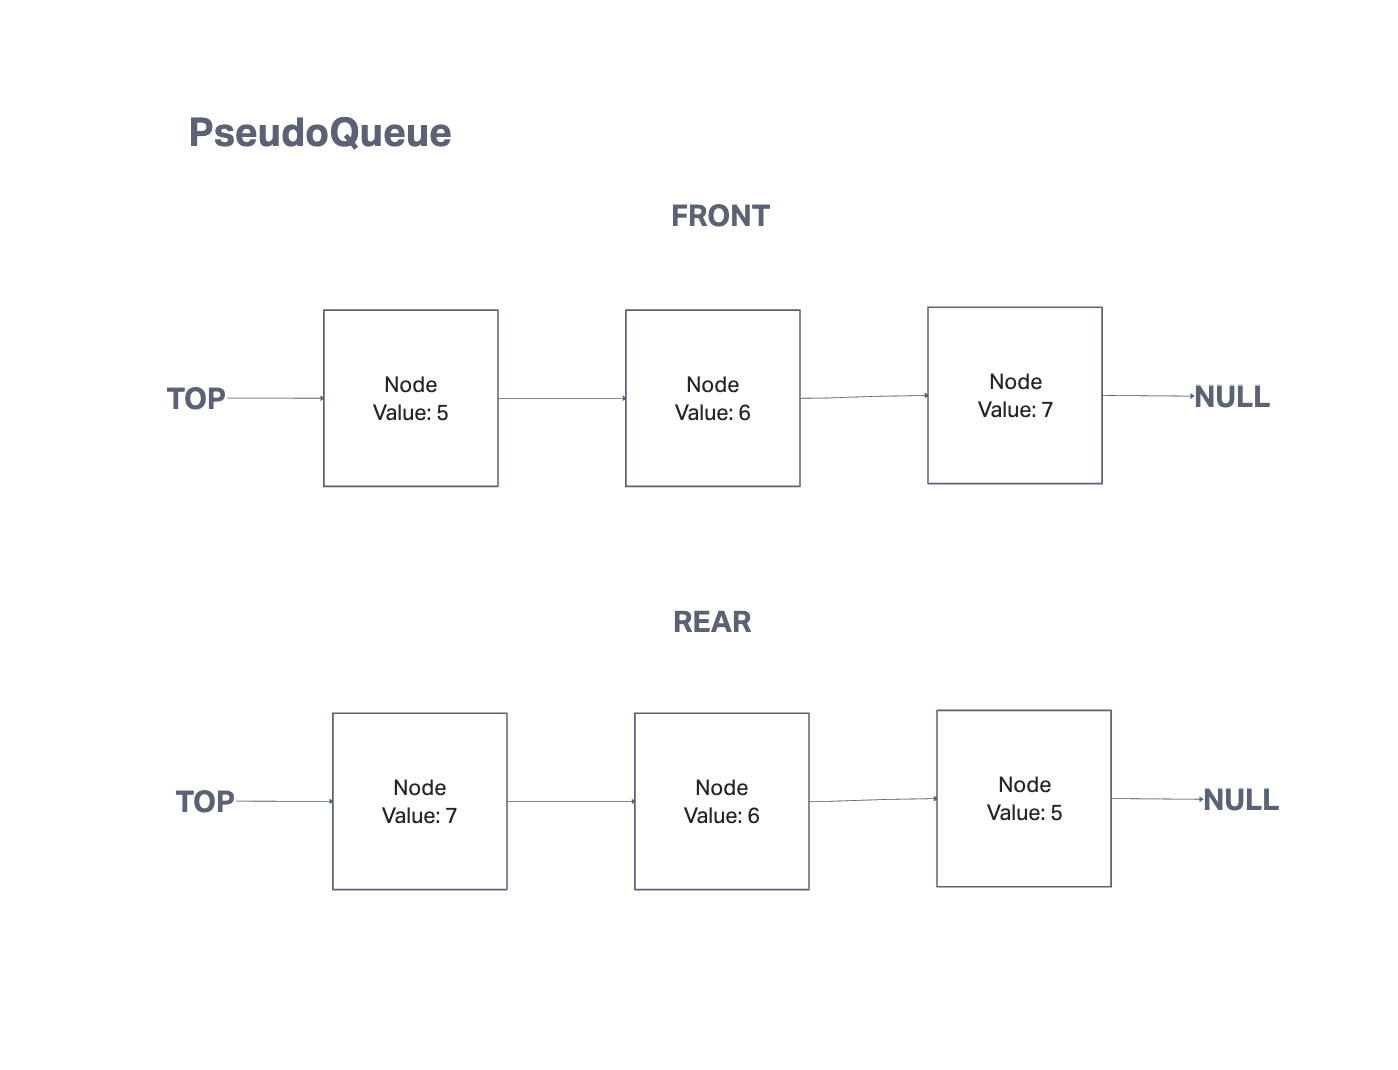 PseudoQueue
FRONT
TOP
Node
Value: 5
Node
Value: 6
Node
Value: 7
NULL
REAR
TOP
Node
Value: 7
Node
Value: 6
Node
Value: 5
NULL